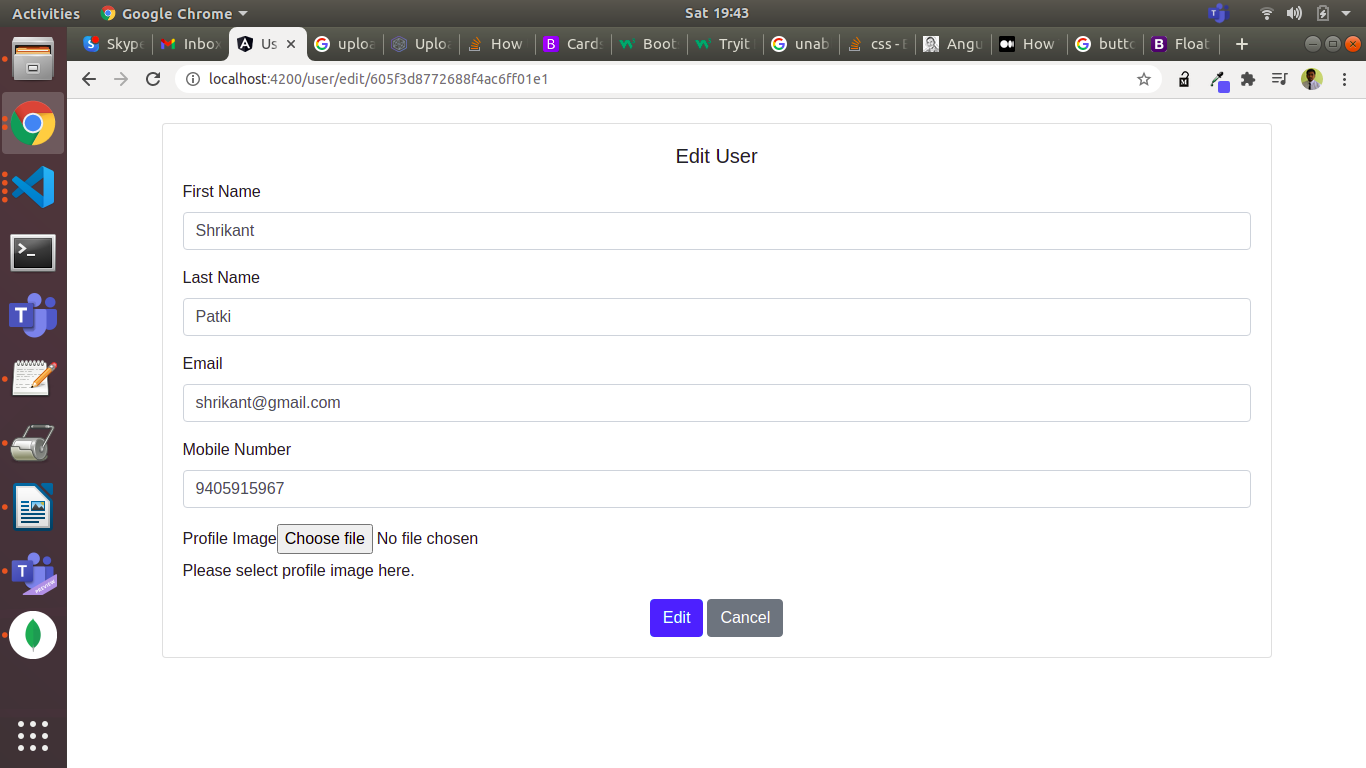 Activities Google Chrome Sat 19:43
Skype Inbox Us uploa Uploa How Cards Boot Tryit unab css - E Angu How butto Float
localhost:4200/user/edit/605f3d8772688f4ac6ff01e1
Edit User
First Name
Shrikant
Last Name
Patki
Email
shrikant@gmail.com
Mobile Number
9405915967
Profile Image Choose file No file chosen
Please select profile image here.
Edit Cancel
PREVIEW